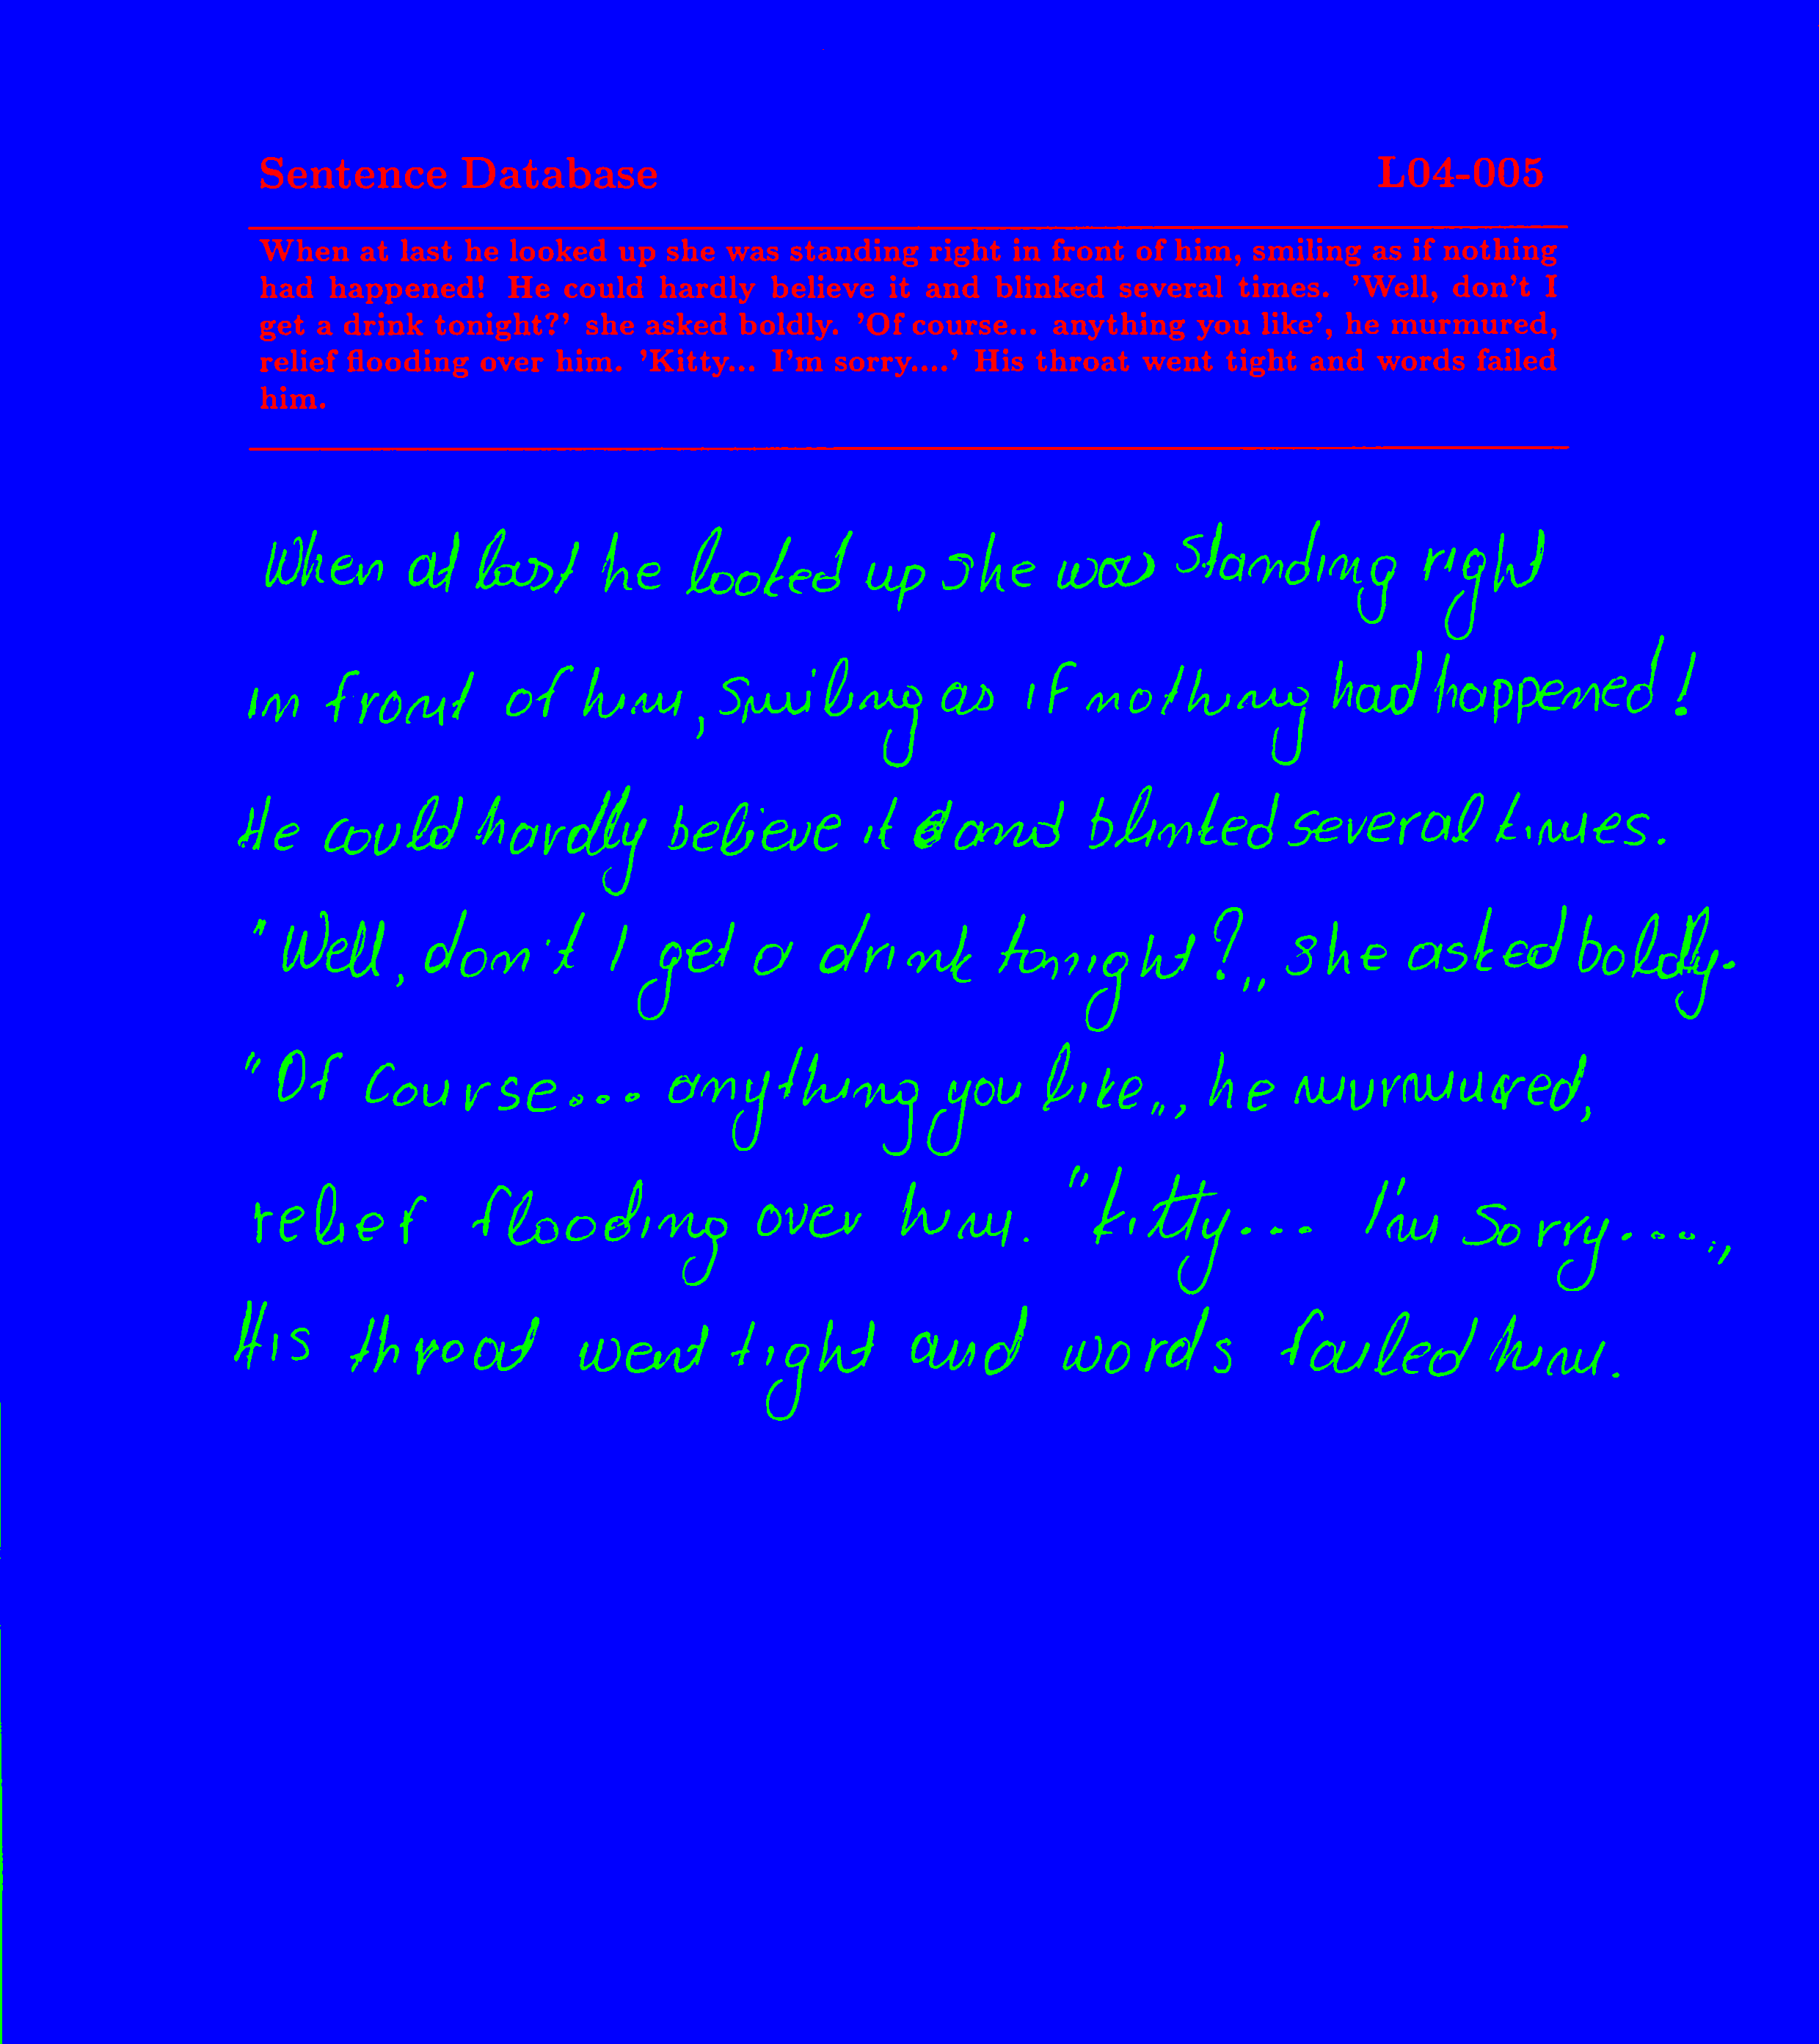 Sentence Database L04-005
When at last he looked up she was standing right in front of him, smiling as if nothing
had happened! He could hardly believe it and blinked several times. 'Well, don't I
get a drink tonight?' she asked boldly. 'Of course... anything you like', he murmured,
relief flooding over him. 'Kitty... I'm sorry....' His throat went tight and words failed
him.
When at last he looked up she was standing right
in front of him, smiling as if nothing had happened!
He could hardly believe it and blinked several times.
"Well, don't I get a drink tonight?„ she asked boldly.
"Of course... anything you like„, he murmured,
relief flooding over him. "Kitty... I'm sorry....„
His throat went tight and words failed him.